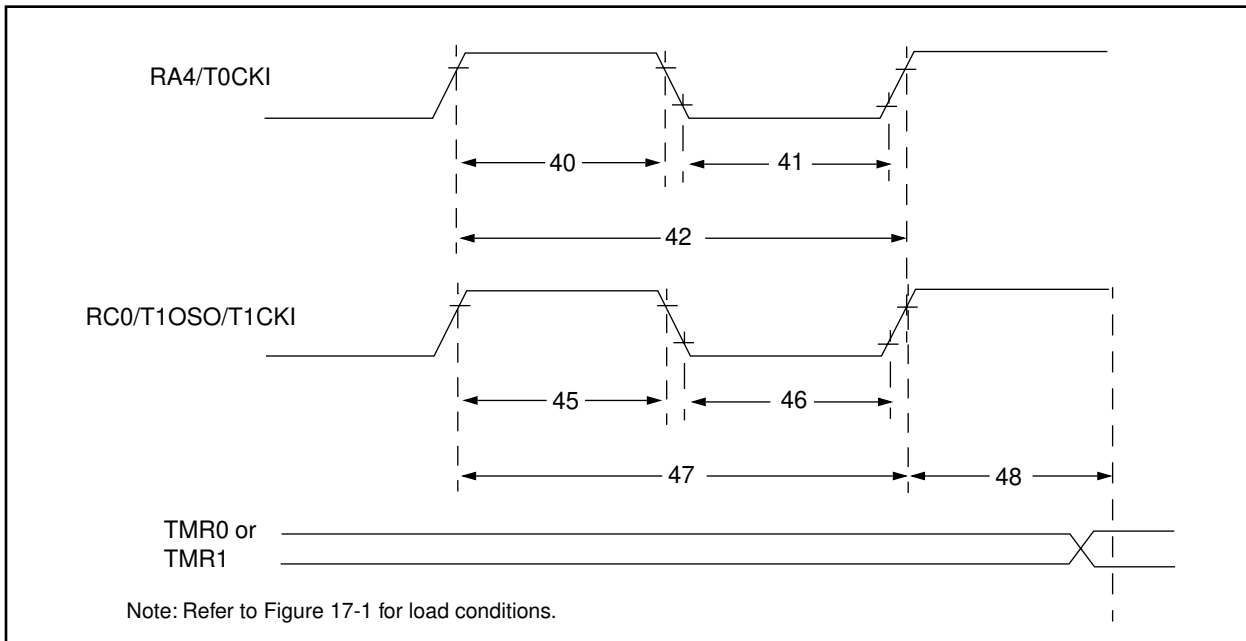 RA4/T0CKI
40
41
42
RC0/T1OSO/T1CKI
45
46
47
48
TMR0 or
TMR1
Note: Refer to Figure 17-1 for load conditions.